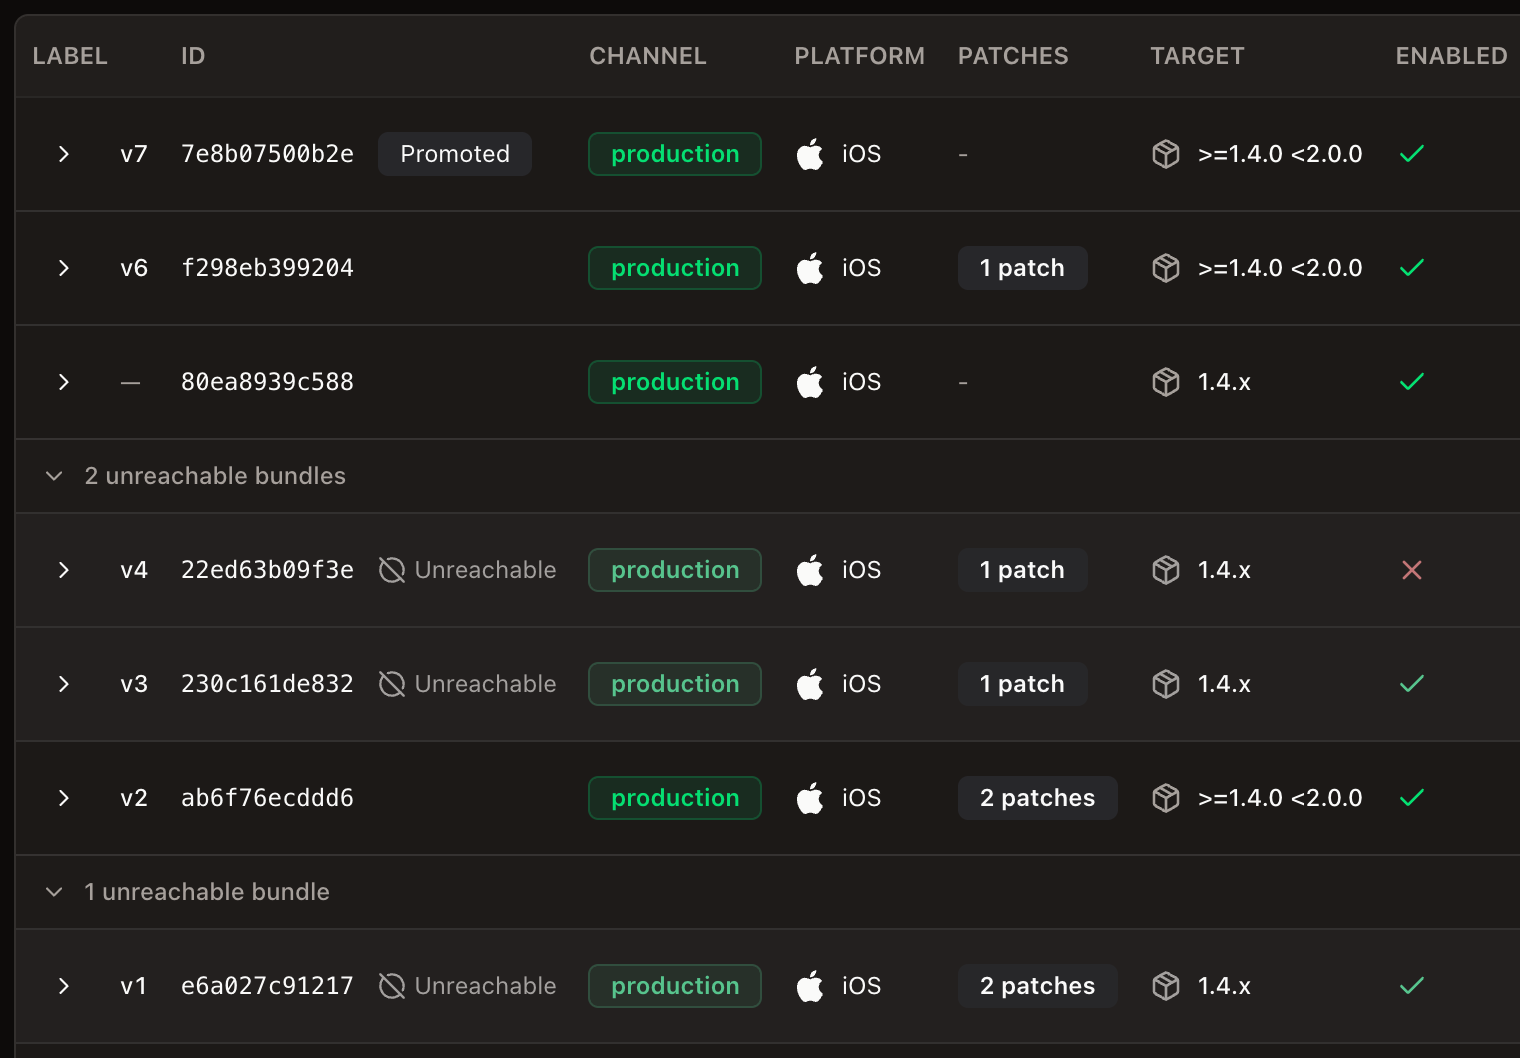 LABEL ID CHANNEL PLATFORM PATCHES TARGET ENABLED
v7 7e8b07500b2e Promoted production iOS - >=1.4.0 <2.0.0
v6 f298eb399204 production iOS 1 patch >=1.4.0 <2.0.0
— 80ea8939c588 production iOS - 1.4.x
2 unreachable bundles
v4 22ed63b09f3e Unreachable production iOS 1 patch 1.4.x
v3 230c161de832 Unreachable production iOS 1 patch 1.4.x
v2 ab6f76ecddd6 production iOS 2 patches >=1.4.0 <2.0.0
1 unreachable bundle
v1 e6a027c91217 Unreachable production iOS 2 patches 1.4.x